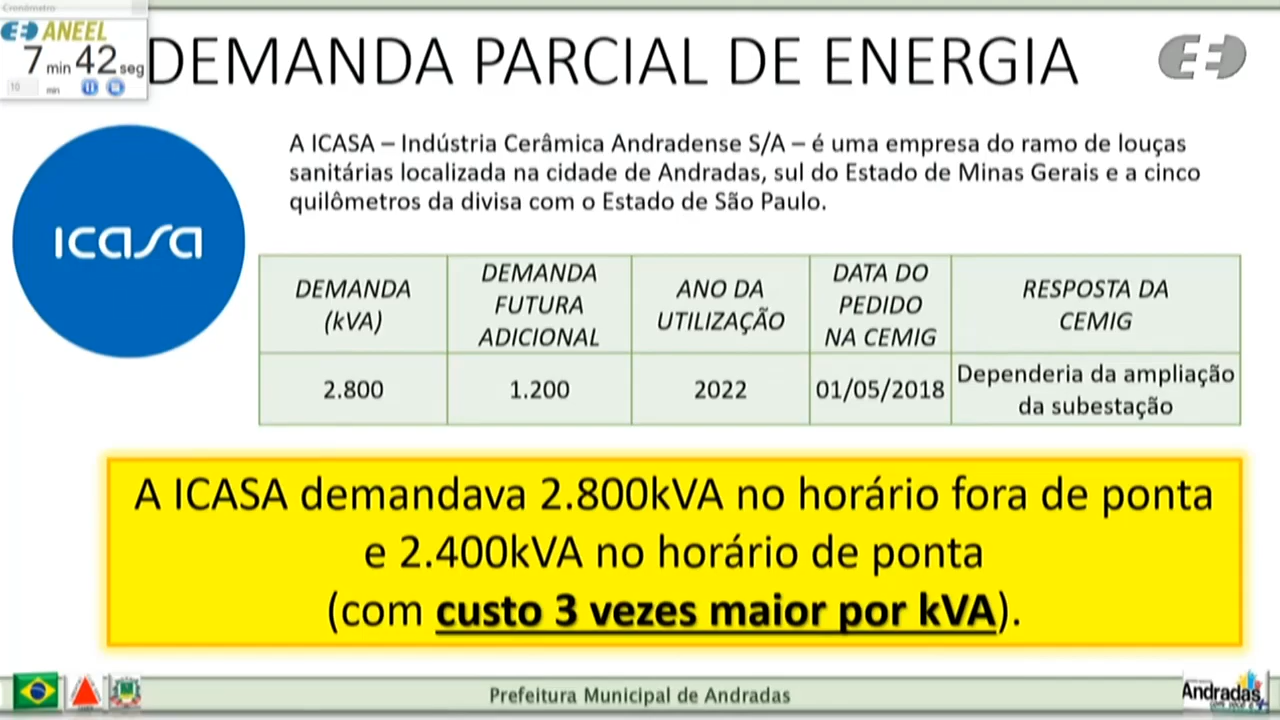 Cronômetro
ANEEL
7 min 42 seg
10 min
DEMANDA PARCIAL DE ENERGIA
A ICASA – Indústria Cerâmica Andradense S/A – é uma empresa do ramo de louças
sanitárias localizada na cidade de Andradas, sul do Estado de Minas Gerais e a cinco
quilômetros da divisa com o Estado de São Paulo.
ICASA
DEMANDA
(kVA)
DEMANDA
FUTURA
ADICIONAL
ANO DA
UTILIZAÇÃO
DATA DO
PEDIDO
NA CEMIG
RESPOSTA DA
CEMIG
2.800
1.200
2022
01/05/2018
Dependeria da ampliação
da subestação
A ICASA demandava 2.800kVA no horário fora de ponta
e 2.400kVA no horário de ponta
(com custo 3 vezes maior por kVA).
Prefeitura Municipal de Andradas
Andradas